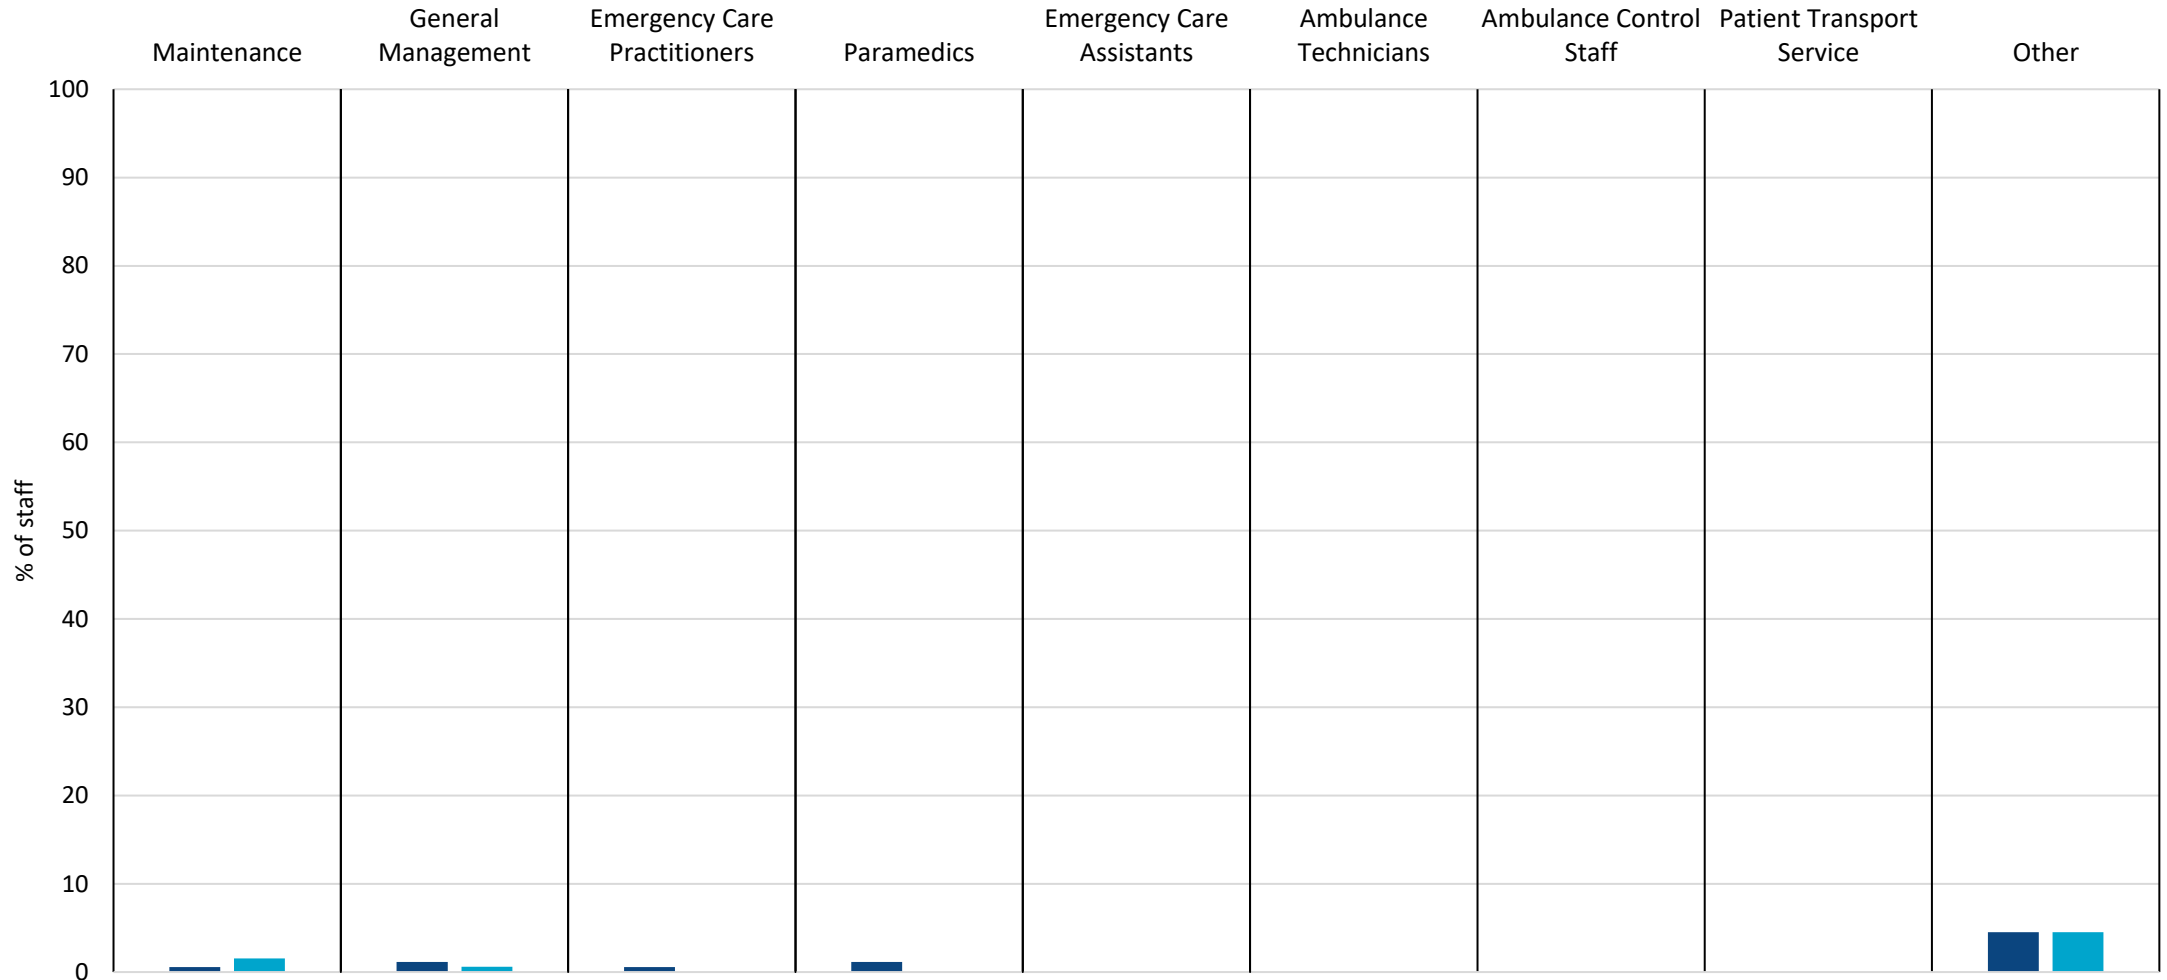 Maintenance
General
Management
Emergency Care
Practitioners
Paramedics
Emergency Care
Assistants
Ambulance
Technicians
Ambulance Control
Staff
Patient Transport
Service
Other
100
90
80
70
60
50
40
30
20
10
0
% of staff